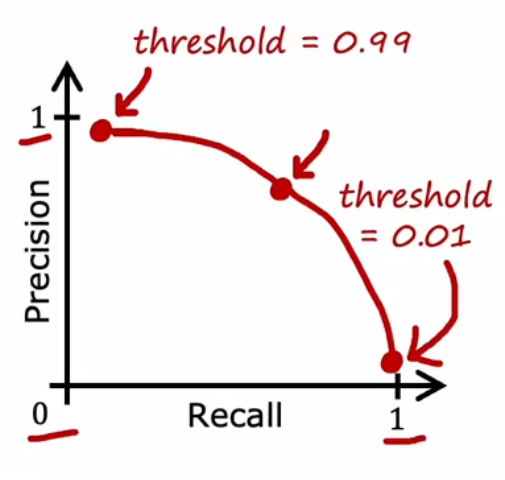 threshold = 0.99
1
threshold
= 0.01
Precision
0
Recall
1